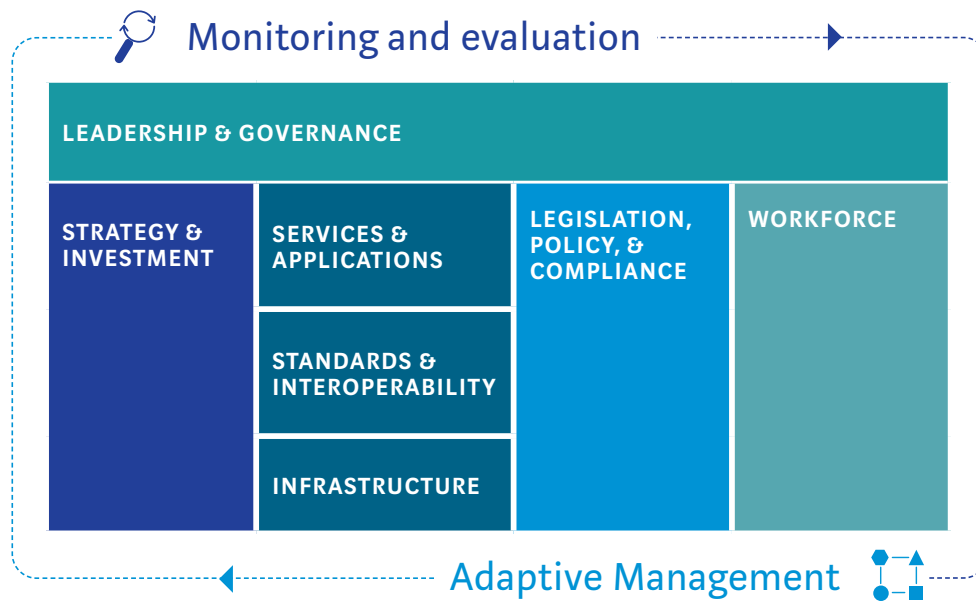 Monitoring and evaluation
LEADERSHIP & GOVERNANCE
STRATEGY &
INVESTMENT
SERVICES &
APPLICATIONS
STANDARDS &
INTEROPERABILITY
INFRASTRUCTURE
LEGISLATION,
POLICY, &
COMPLIANCE
WORKFORCE
Adaptive Management